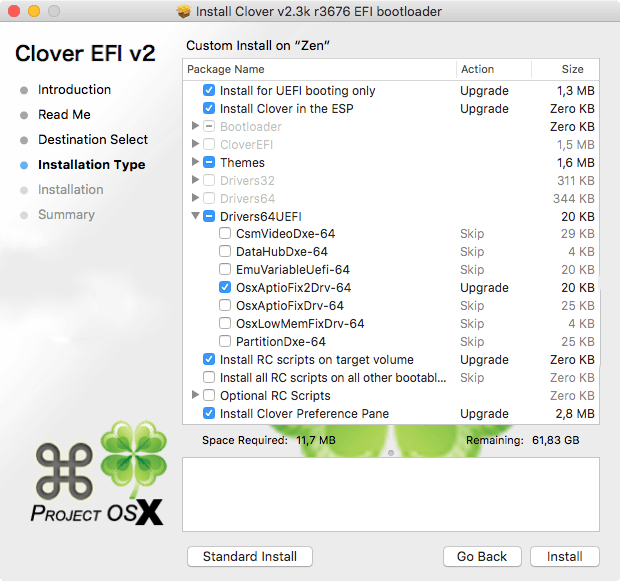 Install Clover v2.3k r3676 EFI bootloader
Clover EFI v2
Introduction
Read Me
Destination Select
Installation Type
Installation
Summary
Custom Install on “Zen”
Package Name Action Size
Install for UEFI booting only Upgrade 1,3 MB
Install Clover in the ESP Upgrade Zero KB
Bootloader Zero KB
CloverEFI 1,5 MB
Themes 1,6 MB
Drivers32 311 KB
Drivers64 344 KB
Drivers64UEFI 20 KB
CsmVideoDxe-64 Skip 29 KB
DataHubDxe-64 Skip 4 KB
EmuVariableUefi-64 Skip 20 KB
OsxAptioFix2Drv-64 Upgrade 20 KB
OsxAptioFixDrv-64 Skip 25 KB
OsxLowMemFixDrv-64 Skip 4 KB
PartitionDxe-64 Skip 25 KB
Install RC scripts on target volume Upgrade Zero KB
Install all RC scripts on all other bootabl... Skip Zero KB
Optional RC Scripts Zero KB
Install Clover Preference Pane Upgrade 2,8 MB
Space Required: 11,7 MB Remaining: 61,83 GB
PROJECT OSX
Standard Install Go Back Install